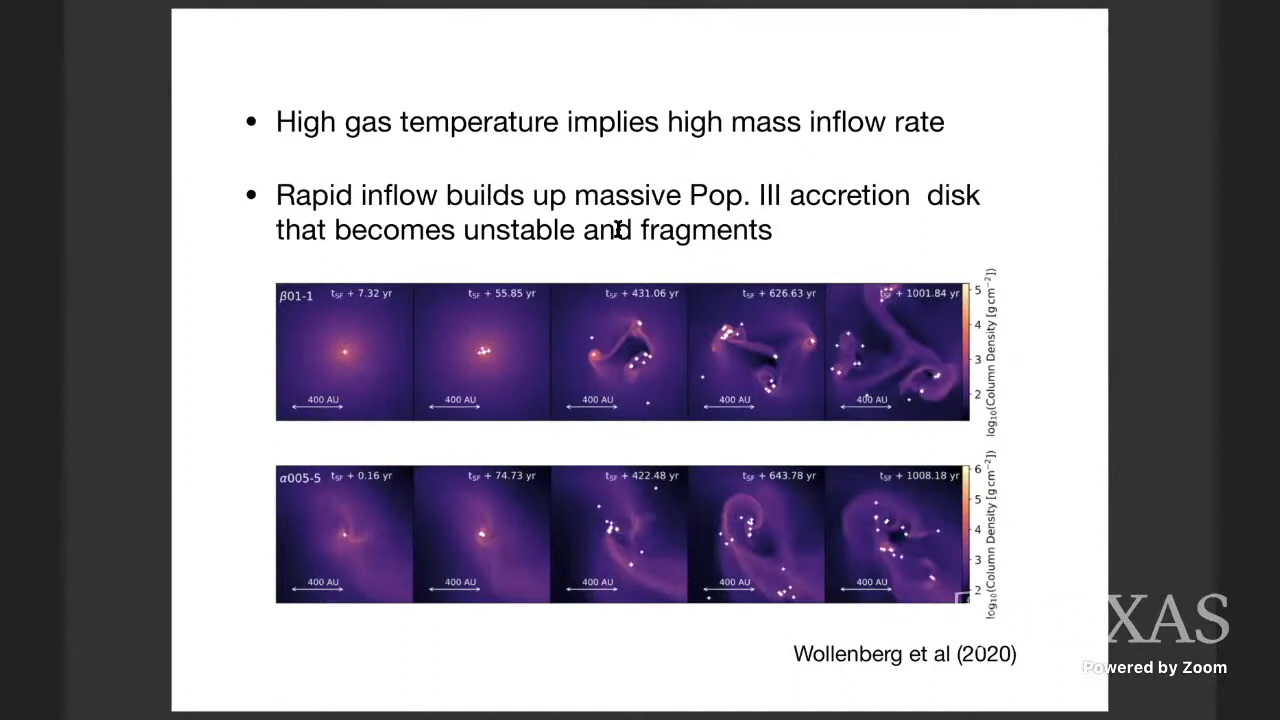 • High gas temperature implies high mass inflow rate
• Rapid inflow builds up massive Pop. III accretion disk
that becomes unstable and fragments
β01-1 t_SF + 7.32 yr t_SF + 55.85 yr t_SF + 431.06 yr t_SF + 626.63 yr t_SF + 1001.84 yr
400 AU 400 AU 400 AU 400 AU 400 AU
5
4
3
2
log₁₀(Column Density [g cm⁻²])
α005-5 t_SF + 0.16 yr t_SF + 74.73 yr t_SF + 422.48 yr t_SF + 643.78 yr t_SF + 1008.18 yr
400 AU 400 AU 400 AU 400 AU 400 AU
6
5
4
3
2
log₁₀(Column Density [g cm⁻²])
Wollenberg et al (2020)
XAS
Powered by Zoom